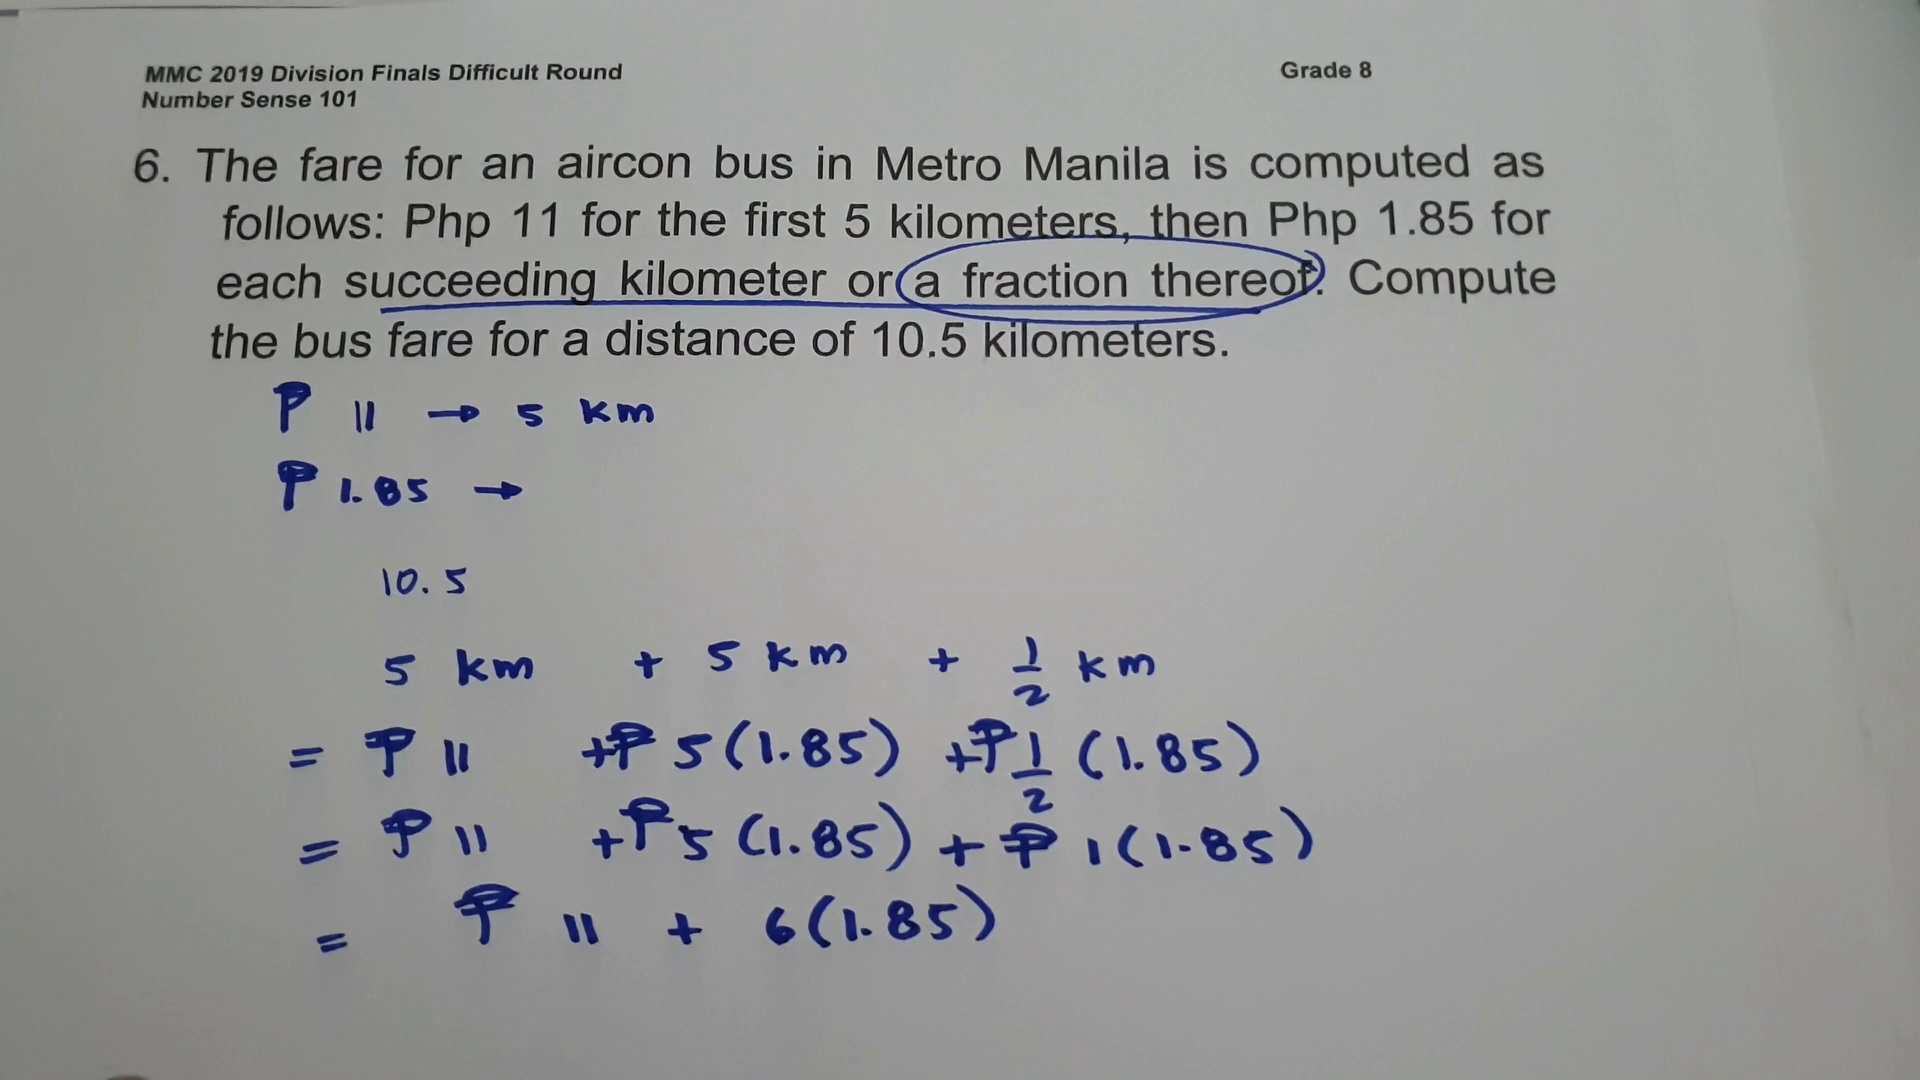 MMC 2019 Division Finals Difficult Round Grade 8
Number Sense 101
6. The fare for an aircon bus in Metro Manila is computed as
follows: Php 11 for the first 5 kilometers, then Php 1.85 for
each succeeding kilometer or a fraction thereof. Compute
the bus fare for a distance of 10.5 kilometers.
₱ 11 → 5 km
₱ 1.85 →
10.5
5 km + 5 km + 1/2 km
= ₱ 11 + ₱ 5(1.85) + ₱ 1/2 (1.85)
= ₱ 11 + ₱ 5 (1.85) + ₱ 1(1.85)
= ₱ 11 + 6(1.85)